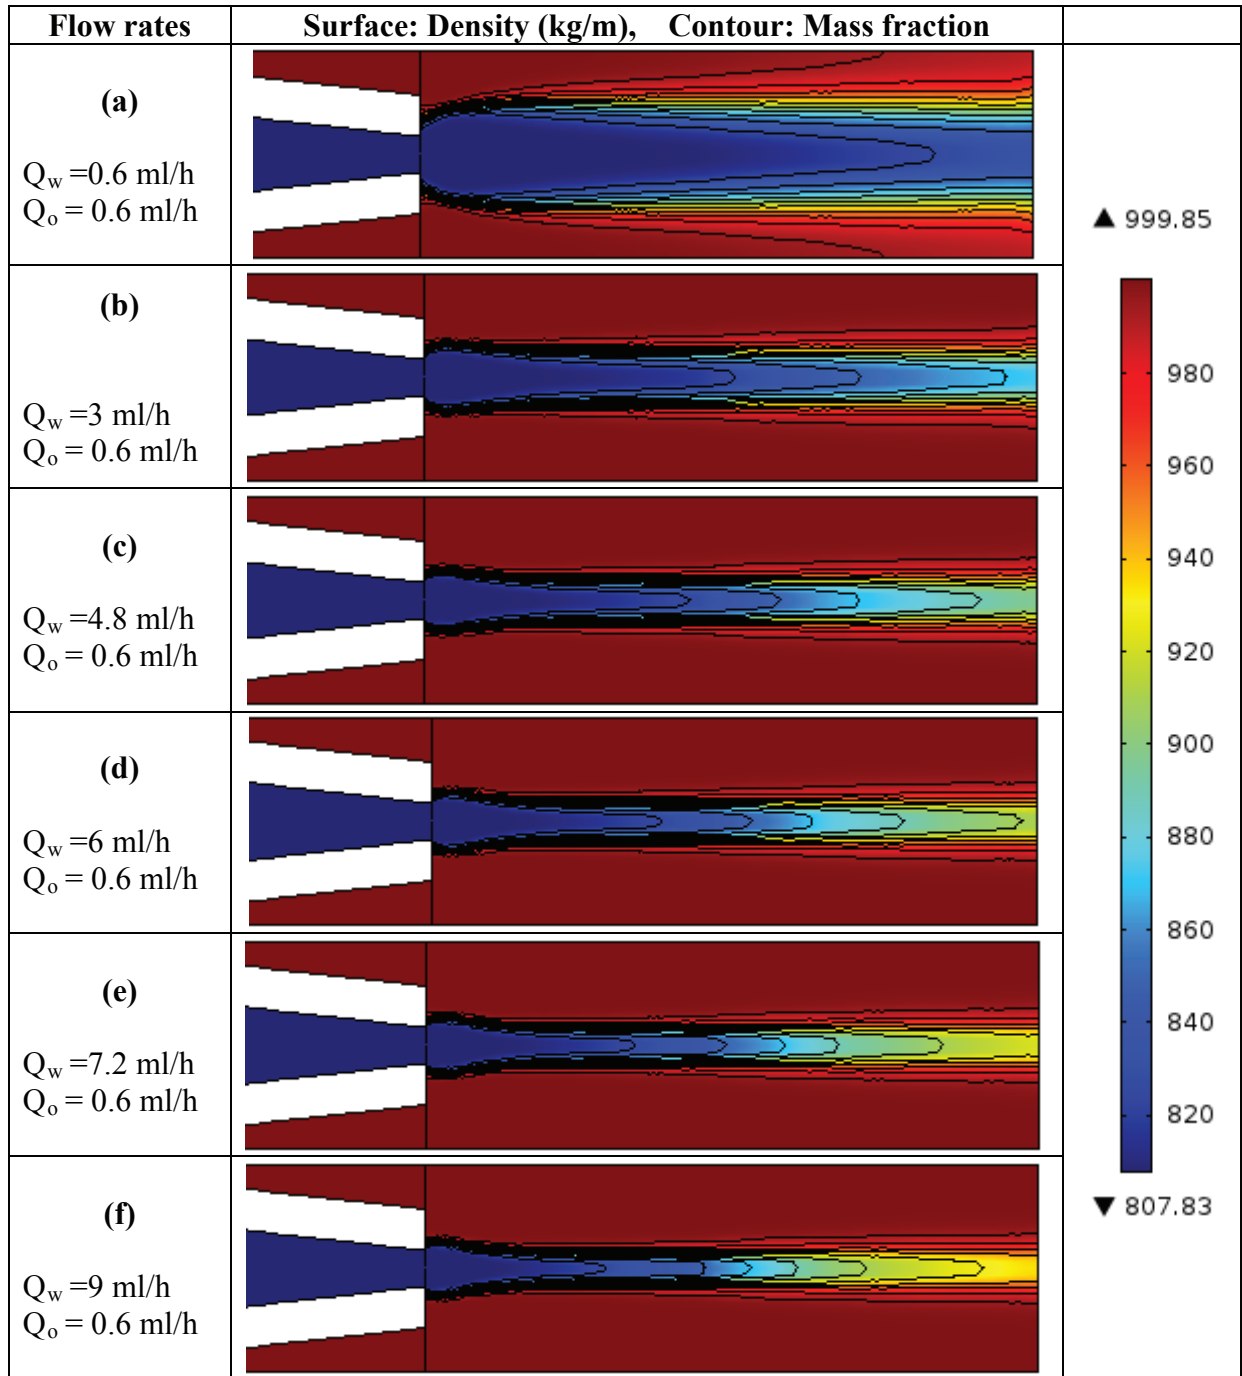 Flow rates Surface: Density (kg/m), Contour: Mass fraction
(a)
Qw =0.6 ml/h
Qo = 0.6 ml/h
(b)
Qw =3 ml/h
Qo = 0.6 ml/h
(c)
Qw =4.8 ml/h
Qo = 0.6 ml/h
(d)
Qw =6 ml/h
Qo = 0.6 ml/h
(e)
Qw =7.2 ml/h
Qo = 0.6 ml/h
(f)
Qw =9 ml/h
Qo = 0.6 ml/h
▲ 999.85
980
960
940
920
900
880
860
840
820
▼ 807.83